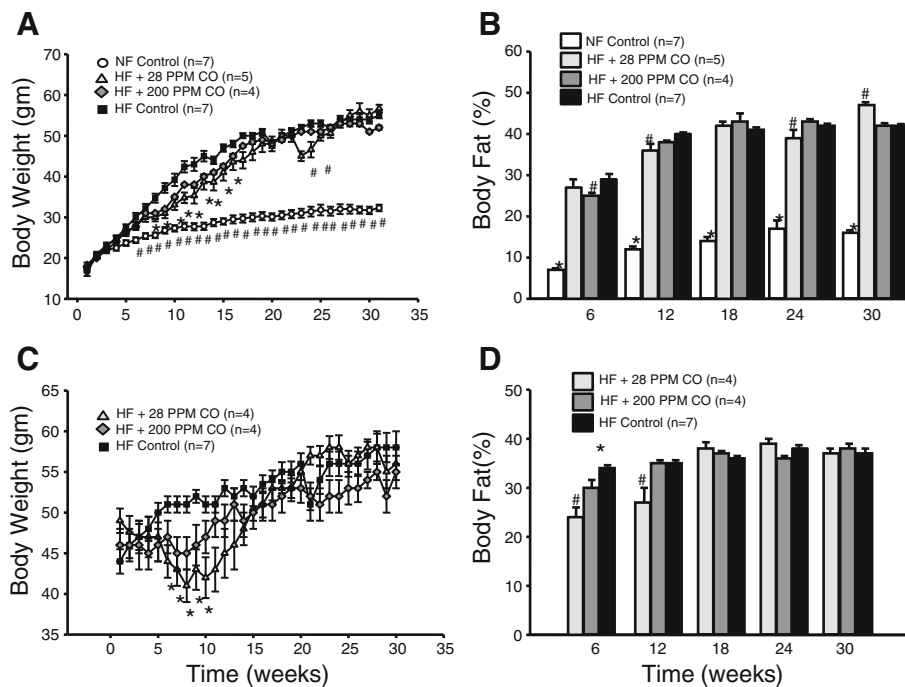 A
NF Control (n=7)
HF + 28 PPM CO (n=5)
HF + 200 PPM CO (n=4)
HF Control (n=7)
Body Weight (gm)
70
60
50
40
30
20
10
* * * * * * * * *
# #
# # # # # # # # # # # # # # # # # # # # # # # # # #
0 5 10 15 20 25 30 35
B
NF Control (n=7)
HF + 28 PPM CO (n=5)
HF + 200 PPM CO (n=4)
HF Control (n=7)
Body Fat (%)
60
50
40
30
20
10
0
* # * # * * # * #
6 12 18 24 30
C
HF + 28 PPM CO (n=4)
HF + 200 PPM CO (n=4)
HF Control (n=7)
Body Weight (gm)
65
60
55
50
45
40
35
* * * * *
0 5 10 15 20 25 30 35
Time (weeks)
D
HF + 28 PPM CO (n=4)
HF + 200 PPM CO (n=4)
HF Control (n=7)
Body Fat(%)
50
40
30
20
10
0
# * #
6 12 18 24 30
Time (weeks)